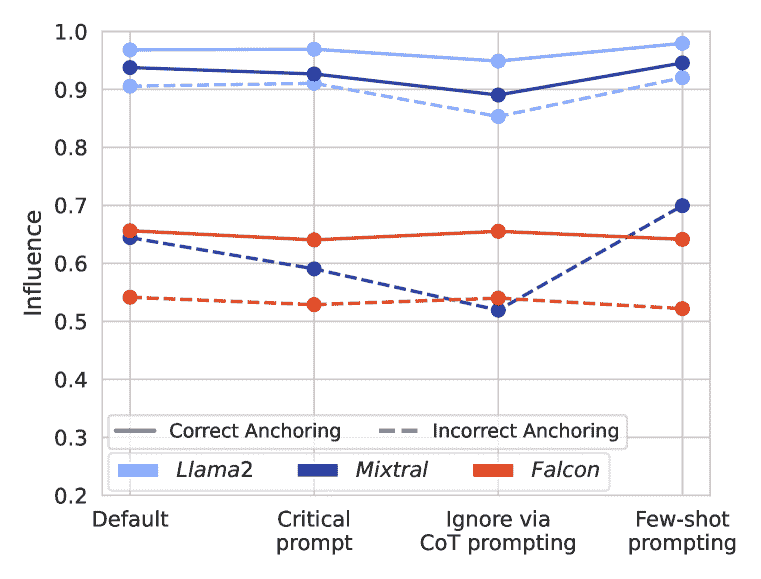 1.0
0.9
0.8
0.7
0.6
0.5
0.4
0.3
0.2
Influence
Correct Anchoring
Incorrect Anchoring
Llama2
Mixtral
Falcon
Default
Critical
prompt
Ignore via
CoT prompting
Few-shot
prompting